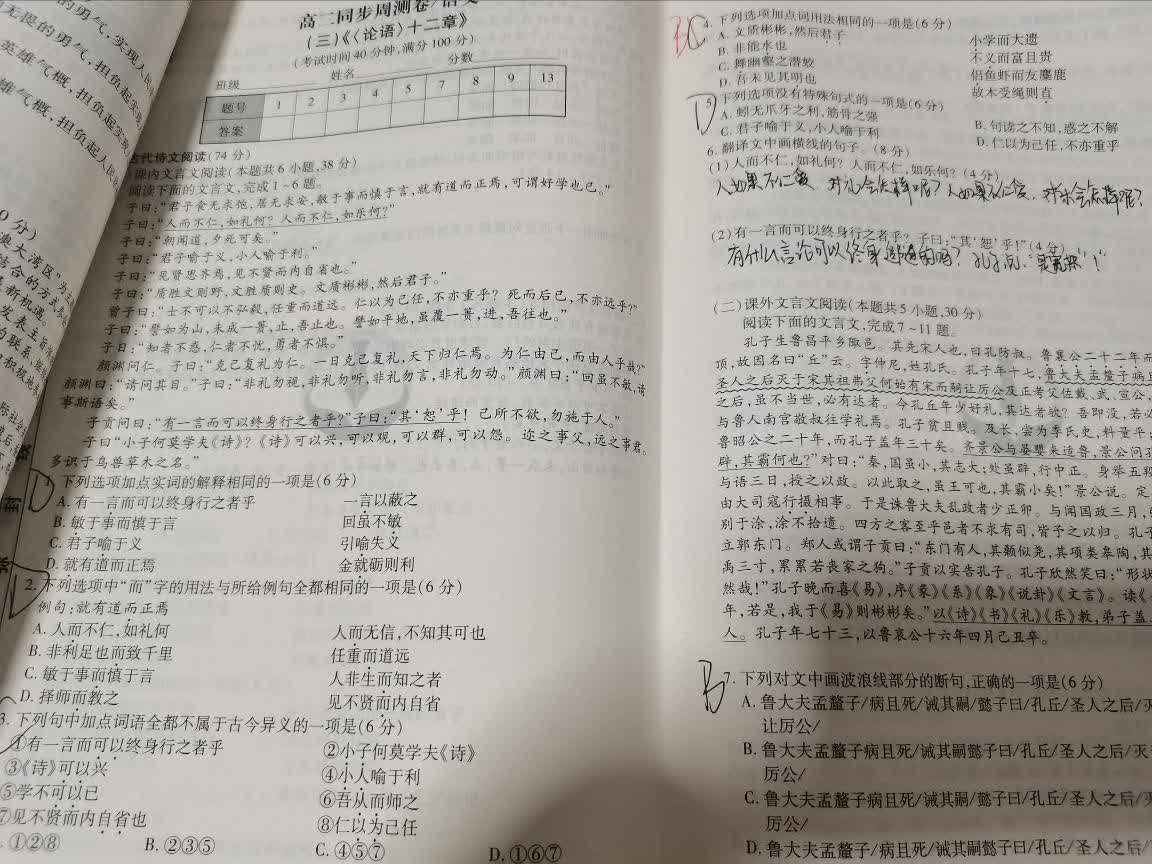 的勇气，实现人
无畏的勇气，担负起实现
英雄气概，担负起实
雄气概，担负起人民
0分)
澳大湾区”为
结合的方式
新机遇。
发表主
的联系
高二同步周测卷/语文
(三)《〈论语〉十二章》
(考试时间40分钟,满分100分)
班级 姓名 分数
题号 1 2 3 4 5 7 8 9 13
答案
古代诗文阅读(74分)
课内文言文阅读(本题共6小题,38分)
阅读下面的文言文,完成1~6题。
子曰:“君子食无求饱,居无求安,敏于事而慎于言,就有道而正焉,可谓好学也已。”
子曰:“人而不仁,如礼何?人而不仁,如乐何?”
子曰:“朝闻道,夕死可矣。”
子曰:“君子喻于义,小人喻于利。”
子曰:“见贤思齐焉,见不贤而内自省也。”
子曰:“质胜文则野,文胜质则史。文质彬彬,然后君子。”
曾子曰:“士不可以不弘毅,任重而道远。仁以为己任,不亦重乎?死而后已,不亦远乎?”
子曰:“譬如为山,未成一篑,止,吾止也。譬如平地,虽覆一篑,进,吾往也。”
子曰:“知者不惑,仁者不忧,勇者不惧。”
颜渊问仁。子曰:“克己复礼为仁。一日克己复礼,天下归仁焉。为仁由己,而由人乎哉?”
颜渊曰:“请问其目。”子曰:“非礼勿视,非礼勿听,非礼勿言,非礼勿动。”颜渊曰:“回虽不敏,请
事斯语矣。”
子贡问曰:“有一言而可以终身行之者乎?”子曰:“其‘恕’乎!己所不欲,勿施于人。”
子曰“小子何莫学夫《诗》?《诗》可以兴,可以观,可以群,可以怨。迩之事父,远之事君。
多识于鸟兽草木之名。”
D
1. 下列选项加点实词的解释相同的一项是(6分)
A. 有一言而可以终身行之者乎 一言以蔽之
B. 敏于事而慎于言 回虽不敏
C. 君子喻于义 引喻失义
D. 就有道而正焉 金就砺则利
2. 下列选项中“而”字的用法与所给例句全都相同的一项是(6分)
例句:就有道而正焉
A. 人而不仁,如礼何 人而无信,不知其可也
B. 非利足也而致千里 任重而道远
C. 敏于事而慎于言 人非生而知之者
D. 择师而教之 见不贤而内自省
3. 下列句中加点词语全都不属于古今异义的一项是(6分)
①有一言而可以终身行之者乎 ②小子何莫学夫《诗》
③《诗》可以兴 ④小人喻于利
⑤学不可以已 ⑥吾从而师之
⑦见不贤而内自省也 ⑧仁以为己任
①②⑧ B. ②③⑤ C. ④⑤⑦ D. ①⑥⑦
4. 下列选项加点词用法相同的一项是(6分)
A. 文质彬彬,然后君子 小学而大遗
B. 非能水也 不义而富且贵
C. 舞幽壑之潜蛟 侣鱼虾而友麋鹿
D. 吾未见其明也 故木受绳则直
D
5. 下列选项没有特殊句式的一项是(6分)
A. 蚓无爪牙之利,筋骨之强 B. 句读之不知,惑之不解
C. 君子喻于义,小人喻于利 D. 仁以为己任,不亦重乎
6. 翻译文中画横线的句子。(8分)
(1)人而不仁,如礼何?人而不仁,如乐何?(4分)
人如果不仁爱 对礼会怎样呢?人如果不仁爱,对乐会怎样呢?
(2)有一言而可以终身行之者乎?子曰:“其‘恕’乎!”(4分)
有什么言论可以终身 的吗?孔子说:“ ”!
(二)课外文言文阅读(本题共5小题,30分)
阅读下面的文言文,完成7~11题。
孔子生鲁昌平乡陬邑。其先宋人也,曰孔防叔。鲁襄公二十二年而
顶,故因名曰“丘”云。字仲尼,姓孔氏。孔子年十七,鲁大夫孟釐子病且
圣人之后灭于宋其祖弗父何始有宋而嗣让厉公及正考父佐戴、武、宣公,
之后,虽不当世,必有达者。今孔丘年少好礼,其达者欤?吾即没,若必
与鲁人南宫敬叔往学礼焉。孔子贫且贱。及长,尝为季氏史,料量平;
鲁昭公之二十年,而孔子盖年三十矣。齐景公与晏婴来适鲁,景公问孔
辟,其霸何也?”对曰:“秦,国虽小,其志大;处虽辟,行中正。身举五羖
与语三日,授之以政。以此取之,虽王可也,其霸小矣!”景公说。定
由大司寇行摄相事。于是诛鲁大夫乱政者少正卯。与闻国政三月,
别于涂,涂不拾遗。四方之客至乎邑者不求有司,皆予之以归。孔子
立郭东门。郑人或谓子贡曰:“东门有人,其颡似尧,其项类皋陶,其
禹三寸,累累若丧家之狗。”子贡以实告孔子。孔子欣然笑曰:“形状
然哉!”孔子晚而喜《易》,序《彖》《系》《象》《说卦》《文言》。读《
年,若是,我于《易》则彬彬矣。”以《诗》《书》《礼》《乐》教,弟子盖
人。孔子年七十三,以鲁哀公十六年四月己丑卒。
B
7. 下列对文中画波浪线部分的断句,正确的一项是(6分)
A. 鲁大夫孟釐子/病且死/诫其嗣/懿子曰/孔丘/圣人之后/灭
让厉公/
B. 鲁大夫孟釐子病且死/诫其嗣懿子曰/孔丘/圣人之后/灭
厉公/
C. 鲁大夫孟釐子病且死/诫其嗣/懿子曰/孔丘/圣人之后/灭
厉公/
D. 鲁大夫孟釐子/病且死/诫其嗣懿子曰/孔丘/圣人之后/